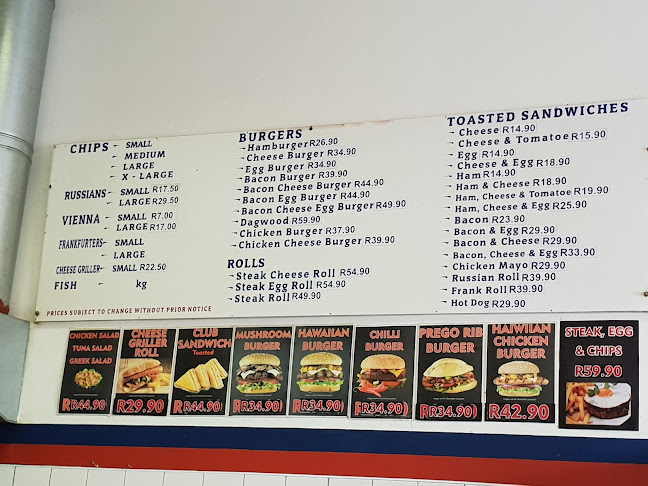 CHIPS - SMALL
- MEDIUM
- LARGE
- X - LARGE
RUSSIANS - SMALL R17.50
- LARGE R29.50
VIENNA - SMALL R7.00
- LARGE R17.00
FRANKFURTERS - SMALL
- LARGE
CHEESE GRILLER - SMALL R22.50
FISH - kg
PRICES SUBJECT TO CHANGE WITHOUT PRIOR NOTICE
BURGERS
- Hamburger R26.90
- Cheese Burger R34.90
- Egg Burger R34.90
- Bacon Burger R39.90
- Bacon Cheese Burger R44.90
- Bacon Egg Burger R44.90
- Bacon Cheese Egg Burger R49.90
- Dagwood R59.90
- Chicken Burger R37.90
- Chicken Cheese Burger R39.90
ROLLS
- Steak Cheese Roll R54.90
- Steak Egg Roll R54.90
- Steak Roll R49.90
TOASTED SANDWICHES
- Cheese R14.90
- Cheese & Tomatoe R15.90
- Egg R14.90
- Cheese & Egg R18.90
- Ham R14.90
- Ham & Cheese R18.90
- Ham, Cheese & Tomatoe R19.90
- Ham, Cheese & Egg R25.90
- Bacon R23.90
- Bacon & Egg R29.90
- Bacon & Cheese R29.90
- Bacon, Cheese & Egg R33.90
- Chicken Mayo R29.90
- Russian Roll R39.90
- Frank Roll R39.90
- Hot Dog R29.90
CHICKEN SALAD
TUNA SALAD
GREEK SALAD
R44.90
CHEESE
GRILLER
ROLL
R29.90
CLUB
SANDWICH
Toasted
R44.90
MUSHROOM
BURGER
R34.90
HAWAIIAN
BURGER
R34.90
CHILLI
BURGER
R34.90
PREGO RIB
BURGER
R34.90
HAIWIIAN
CHICKEN
BURGER
R42.90
STEAK, EGG
& CHIPS
R59.90